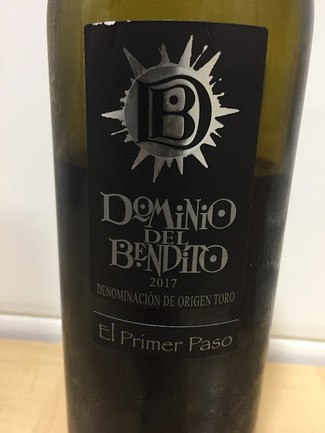 DB
DOMiNiO
DEL
BENDiTO
2017
DENOMINACIÓN DE ORIGEN TORO
El Primer Paso